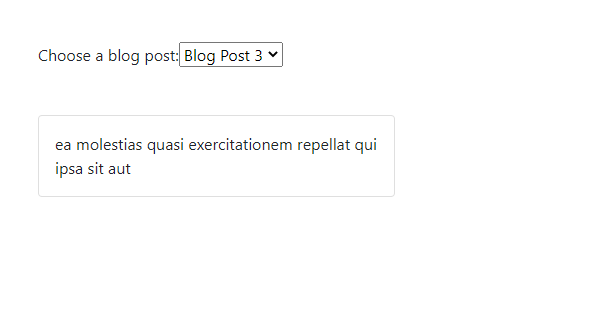 Choose a blog post: Blog Post 3
ea molestias quasi exercitationem repellat qui
ipsa sit aut